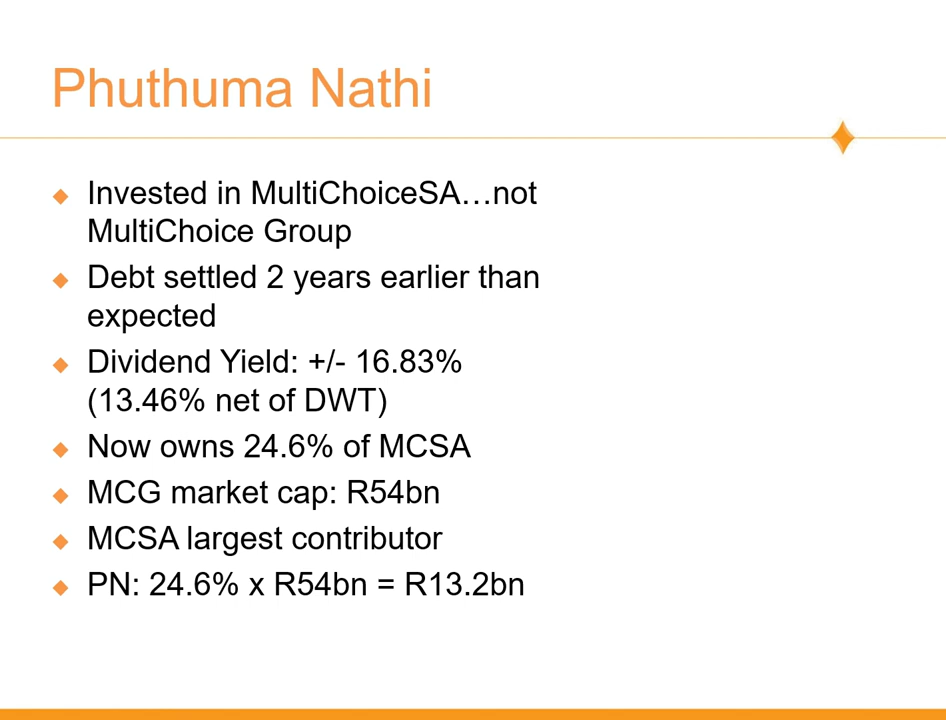 Phuthuma Nathi
Invested in MultiChoiceSA…not
MultiChoice Group
Debt settled 2 years earlier than
expected
Dividend Yield: +/- 16.83%
(13.46% net of DWT)
Now owns 24.6% of MCSA
MCG market cap: R54bn
MCSA largest contributor
PN: 24.6% x R54bn = R13.2bn